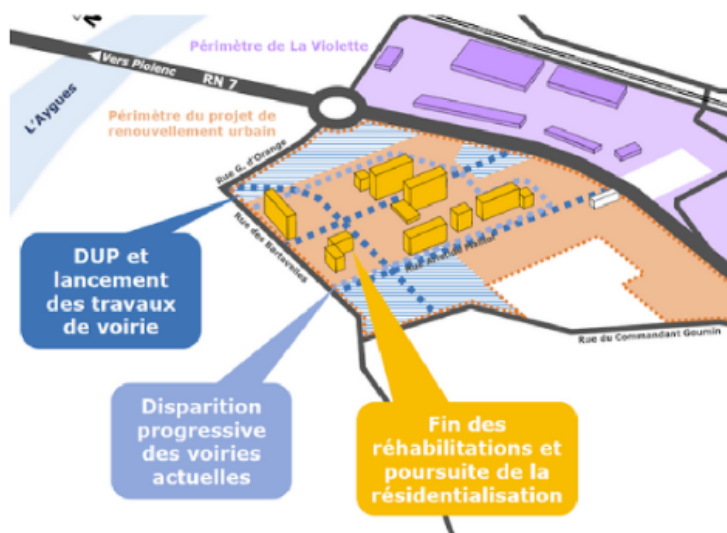 Périmètre de La Violette
Vers Piolenc
RN 7
L'Aygues
Périmètre du projet de
renouvellement urbain
Rue G. d'Orange
Rue des Bartavelles
Rue du Commandant Goumin
DUP et
lancement
des travaux
de voirie
Disparition
progressive
des voiries
actuelles
Fin des
réhabilitations et
poursuite de la
résidentialisation